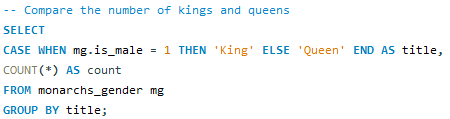 -- Compare the number of kings and queens
SELECT
CASE WHEN mg.is_male = 1 THEN 'King' ELSE 'Queen' END AS title,
COUNT(*) AS count
FROM monarchs_gender mg
GROUP BY title;